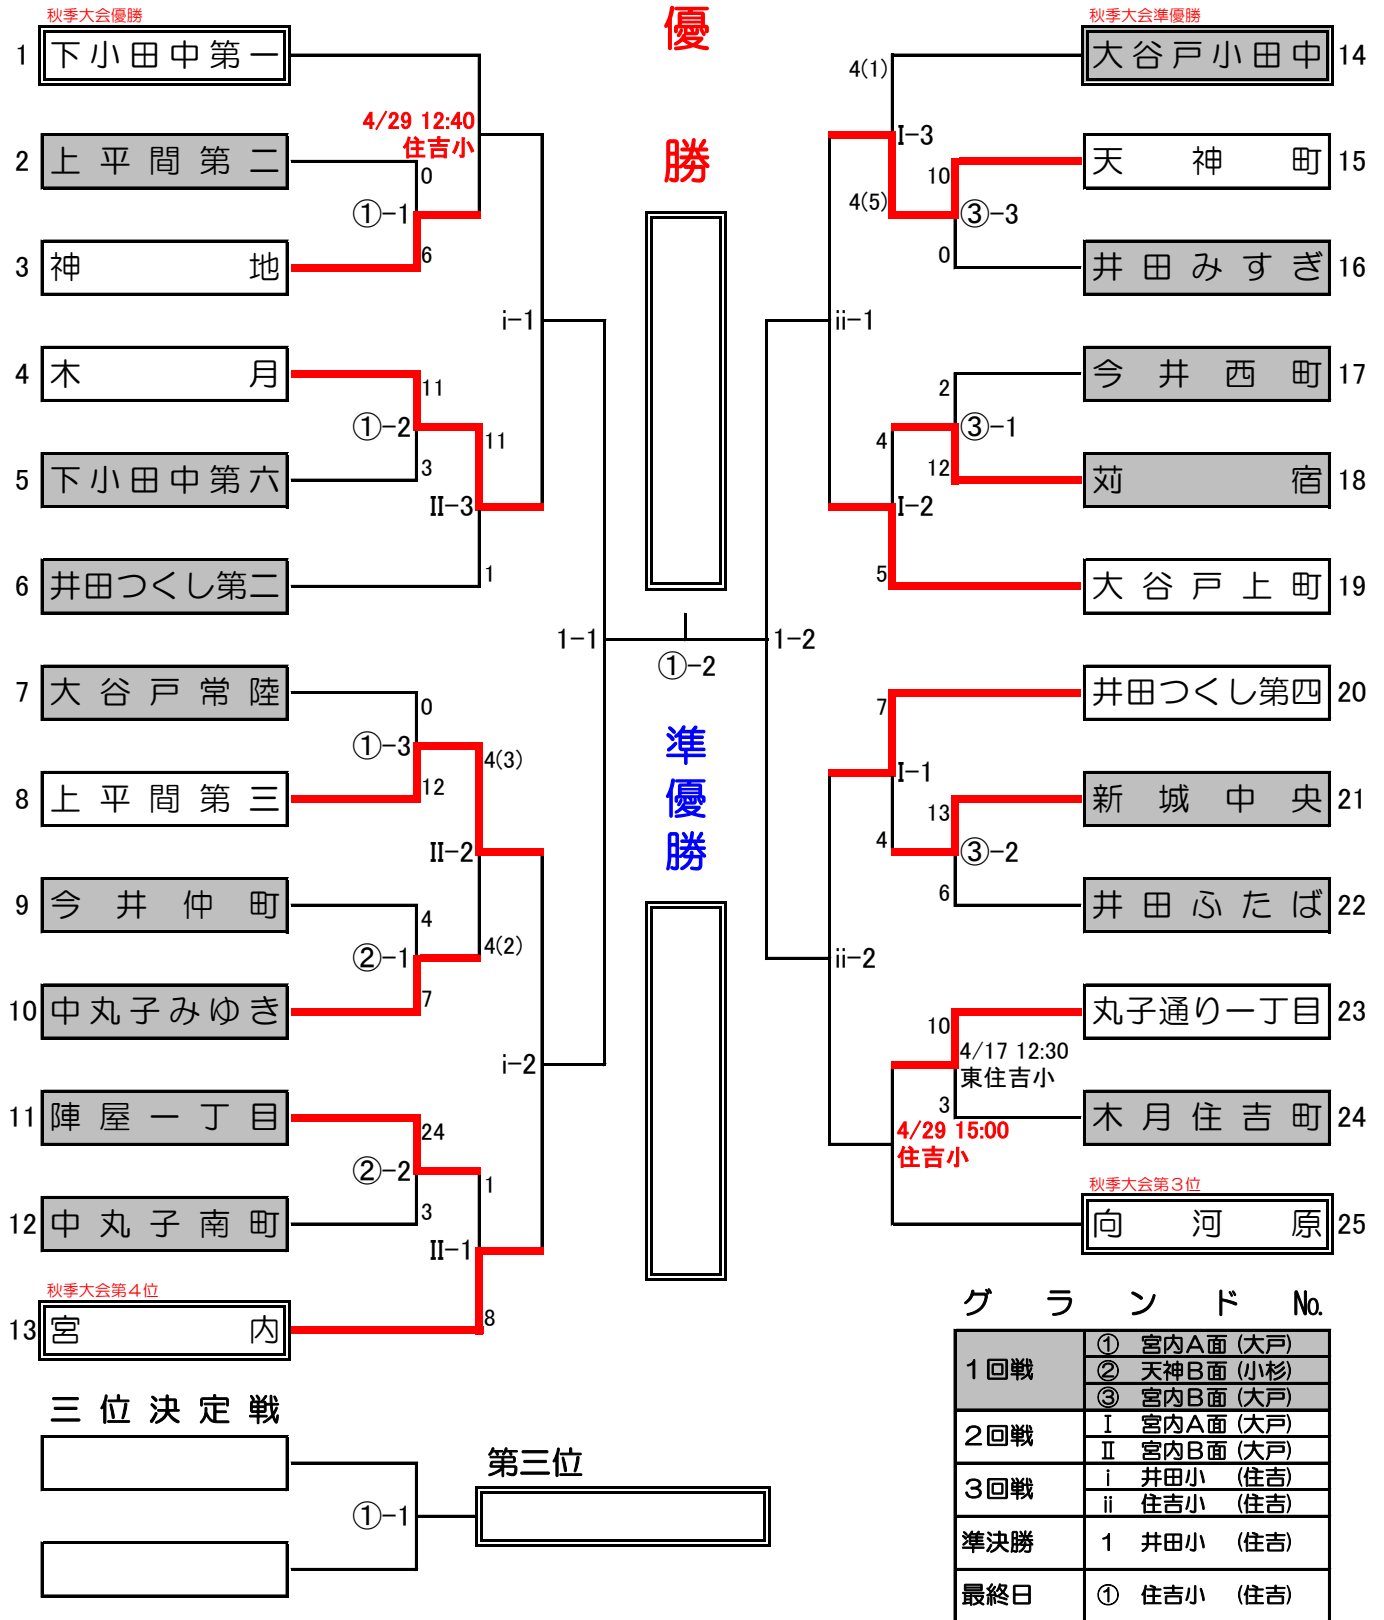 秋季大会優勝
1 下小田中第一
4/29 12:40
住吉小
2 上平間第二
0
①-1
6
3 神地
i-1
4 木月
11
①-2
11
3
5 下小田中第六
II-3
1
6 井田つくし第二
1-1
7 大谷戸常陸
0
①-3
4(3)
12
8 上平間第三
II-2
9 今井仲町
4
②-1
4(2)
7
10 中丸子みゆき
i-2
11 陣屋一丁目
24
②-2
1
3
12 中丸子南町
II-1
秋季大会第4位
8
13 宮内
優
勝
①-2
準
優
勝
秋季大会準優勝
大谷戸小田中 14
4(1)
I-3
天神町 15
10
4(5)
③-3
0
井田みすぎ 16
ii-1
今井西町 17
2
③-1
4
12
苅宿 18
I-2
5
大谷戸上町 19
1-2
井田つくし第四 20
7
I-1
新城中央 21
13
4
③-2
6
井田ふたば 22
ii-2
丸子通り一丁目 23
10
4/17 12:30
東住吉小
3
木月住吉町 24
4/29 15:00
住吉小
秋季大会第3位
向河原 25
三位決定戦
①-1
第三位
グランド No.
1回戦 ① 宮内A面 (大戸)
② 天神B面 (小杉)
③ 宮内B面 (大戸)
2回戦 I 宮内A面 (大戸)
II 宮内B面 (大戸)
3回戦 i 井田小 (住吉)
ii 住吉小 (住吉)
準決勝 1 井田小 (住吉)
最終日 ① 住吉小 (住吉)